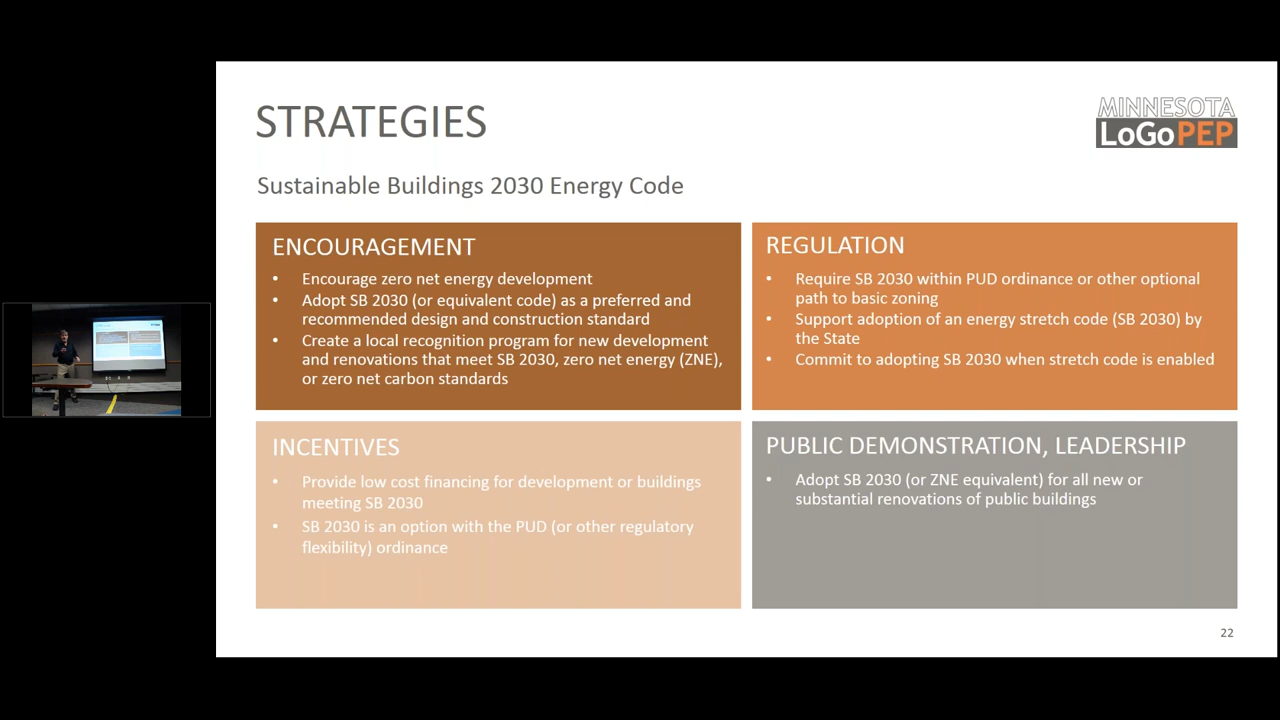 STRATEGIES
MINNESOTA
LoGoPEP
Sustainable Buildings 2030 Energy Code
ENCOURAGEMENT
• Encourage zero net energy development
• Adopt SB 2030 (or equivalent code) as a preferred and
recommended design and construction standard
• Create a local recognition program for new development
and renovations that meet SB 2030, zero net energy (ZNE),
or zero net carbon standards
REGULATION
• Require SB 2030 within PUD ordinance or other optional
path to basic zoning
• Support adoption of an energy stretch code (SB 2030) by
the State
• Commit to adopting SB 2030 when stretch code is enabled
INCENTIVES
• Provide low cost financing for development or buildings
meeting SB 2030
• SB 2030 is an option with the PUD (or other regulatory
flexibility) ordinance
PUBLIC DEMONSTRATION, LEADERSHIP
• Adopt SB 2030 (or ZNE equivalent) for all new or
substantial renovations of public buildings
22